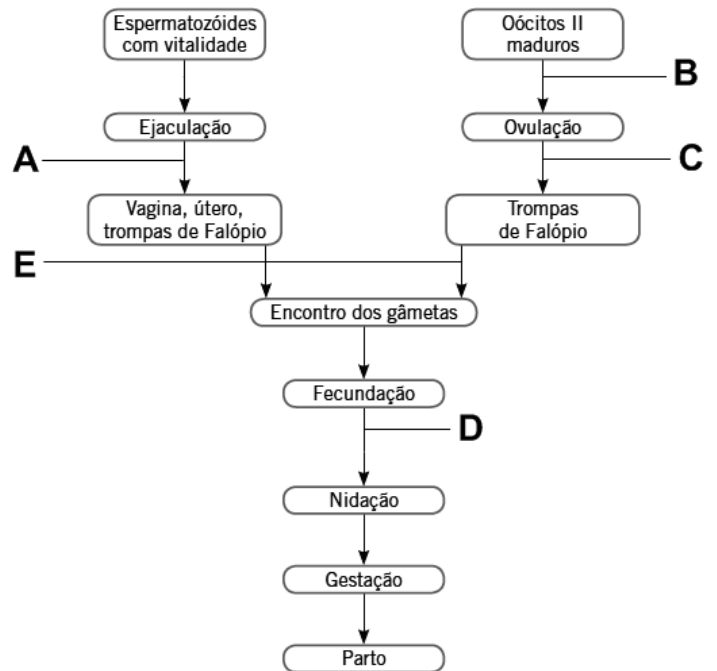 Espermatozóides
com vitalidade
Oócitos II
maduros
B
Ejaculação
Ovulação
A
C
Vagina, útero,
trompas de Falópio
Trompas
de Falópio
E
Encontro dos gâmetas
Fecundação
D
Nidação
Gestação
Parto